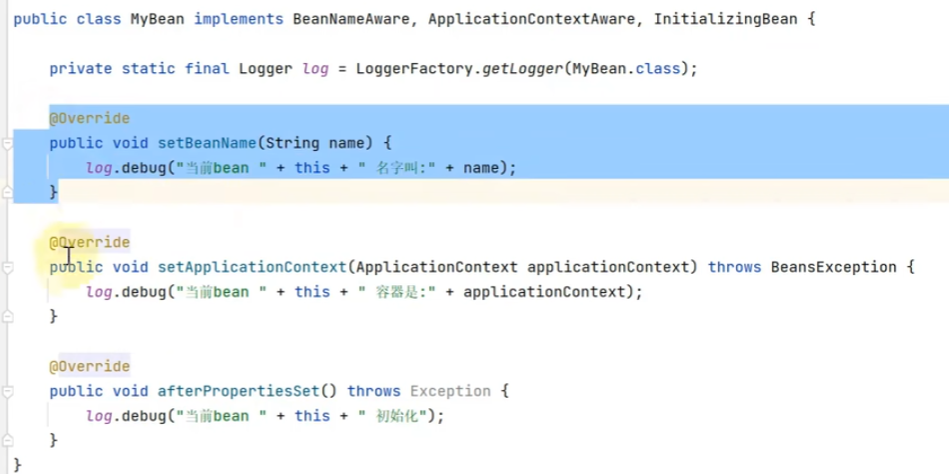 public class MyBean implements BeanNameAware, ApplicationContextAware, InitializingBean {
private static final Logger log = LoggerFactory.getLogger(MyBean.class);
@Override
public void setBeanName(String name) {
log.debug("当前bean " + this + " 名字叫:" + name);
}
@Override
public void setApplicationContext(ApplicationContext applicationContext) throws BeansException {
log.debug("当前bean " + this + " 容器是:" + applicationContext);
}
@Override
public void afterPropertiesSet() throws Exception {
log.debug("当前bean " + this + " 初始化");
}
}